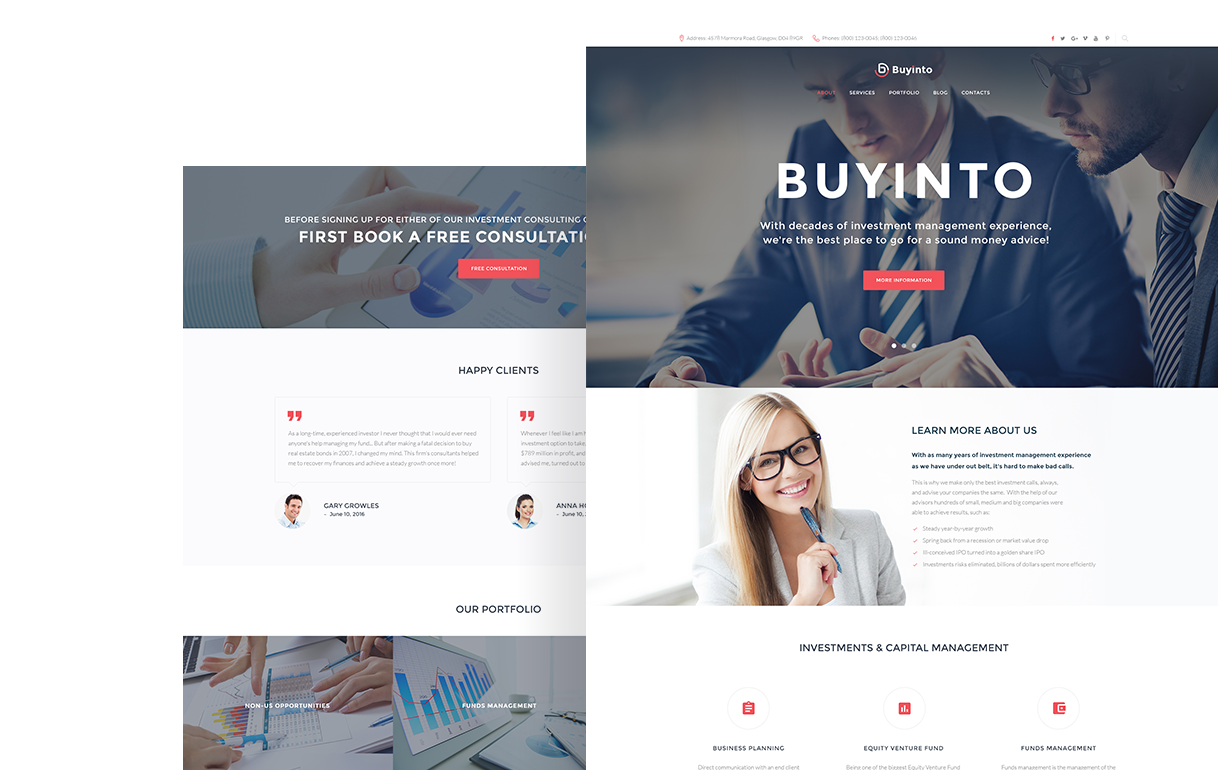 Address: 4578 Marmora Road, Glasgow, D04 89GR
Phones: (800) 123-0045; (800) 123-0046
Buyinto
ABOUT
SERVICES
PORTFOLIO
BLOG
CONTACTS
BUYINTO
With decades of investment management experience,
we're the best place to go for a sound money advice!
MORE INFORMATION
LEARN MORE ABOUT US
With as many years of investment management experience
as we have under out belt, it's hard to make bad calls.
This is why we make only the best investment calls, always,
and advise your companies the same. With the help of our
advisors hundreds of small, medium and big companies were
able to achieve results, such as:
Steady year-by-year growth
Spring back from a recession or market value drop
Ill-conceived IPO turned into a golden share IPO
Investments risks eliminated, billions of dollars spent more efficiently
INVESTMENTS & CAPITAL MANAGEMENT
BUSINESS PLANNING
EQUITY VENTURE FUND
FUNDS MANAGEMENT
Direct communication with an end client
Being one of the biggest Equity Venture Fund
Funds management is the management of the
BEFORE SIGNING UP FOR EITHER OF OUR INVESTMENT CONSULTING
FIRST BOOK A FREE CONSULTATI
FREE CONSULTATION
HAPPY CLIENTS
As a long-time, experienced investor I never thought that I would ever need
anyone's help managing my fund... But after making a fatal decision to buy
real estate bonds in 2007, I changed my mind. This firm's consultants helped
me to recover my finances and achieve a steady growth once more!
GARY GROWLES
– June 10, 2016
Whenever I feel like I am
investment option to take
$789 million in profit, and
advised me, turned out to
ANNA HO
– June 10,
OUR PORTFOLIO
NON-US OPPORTUNITIES
FUNDS MANAGEMENT